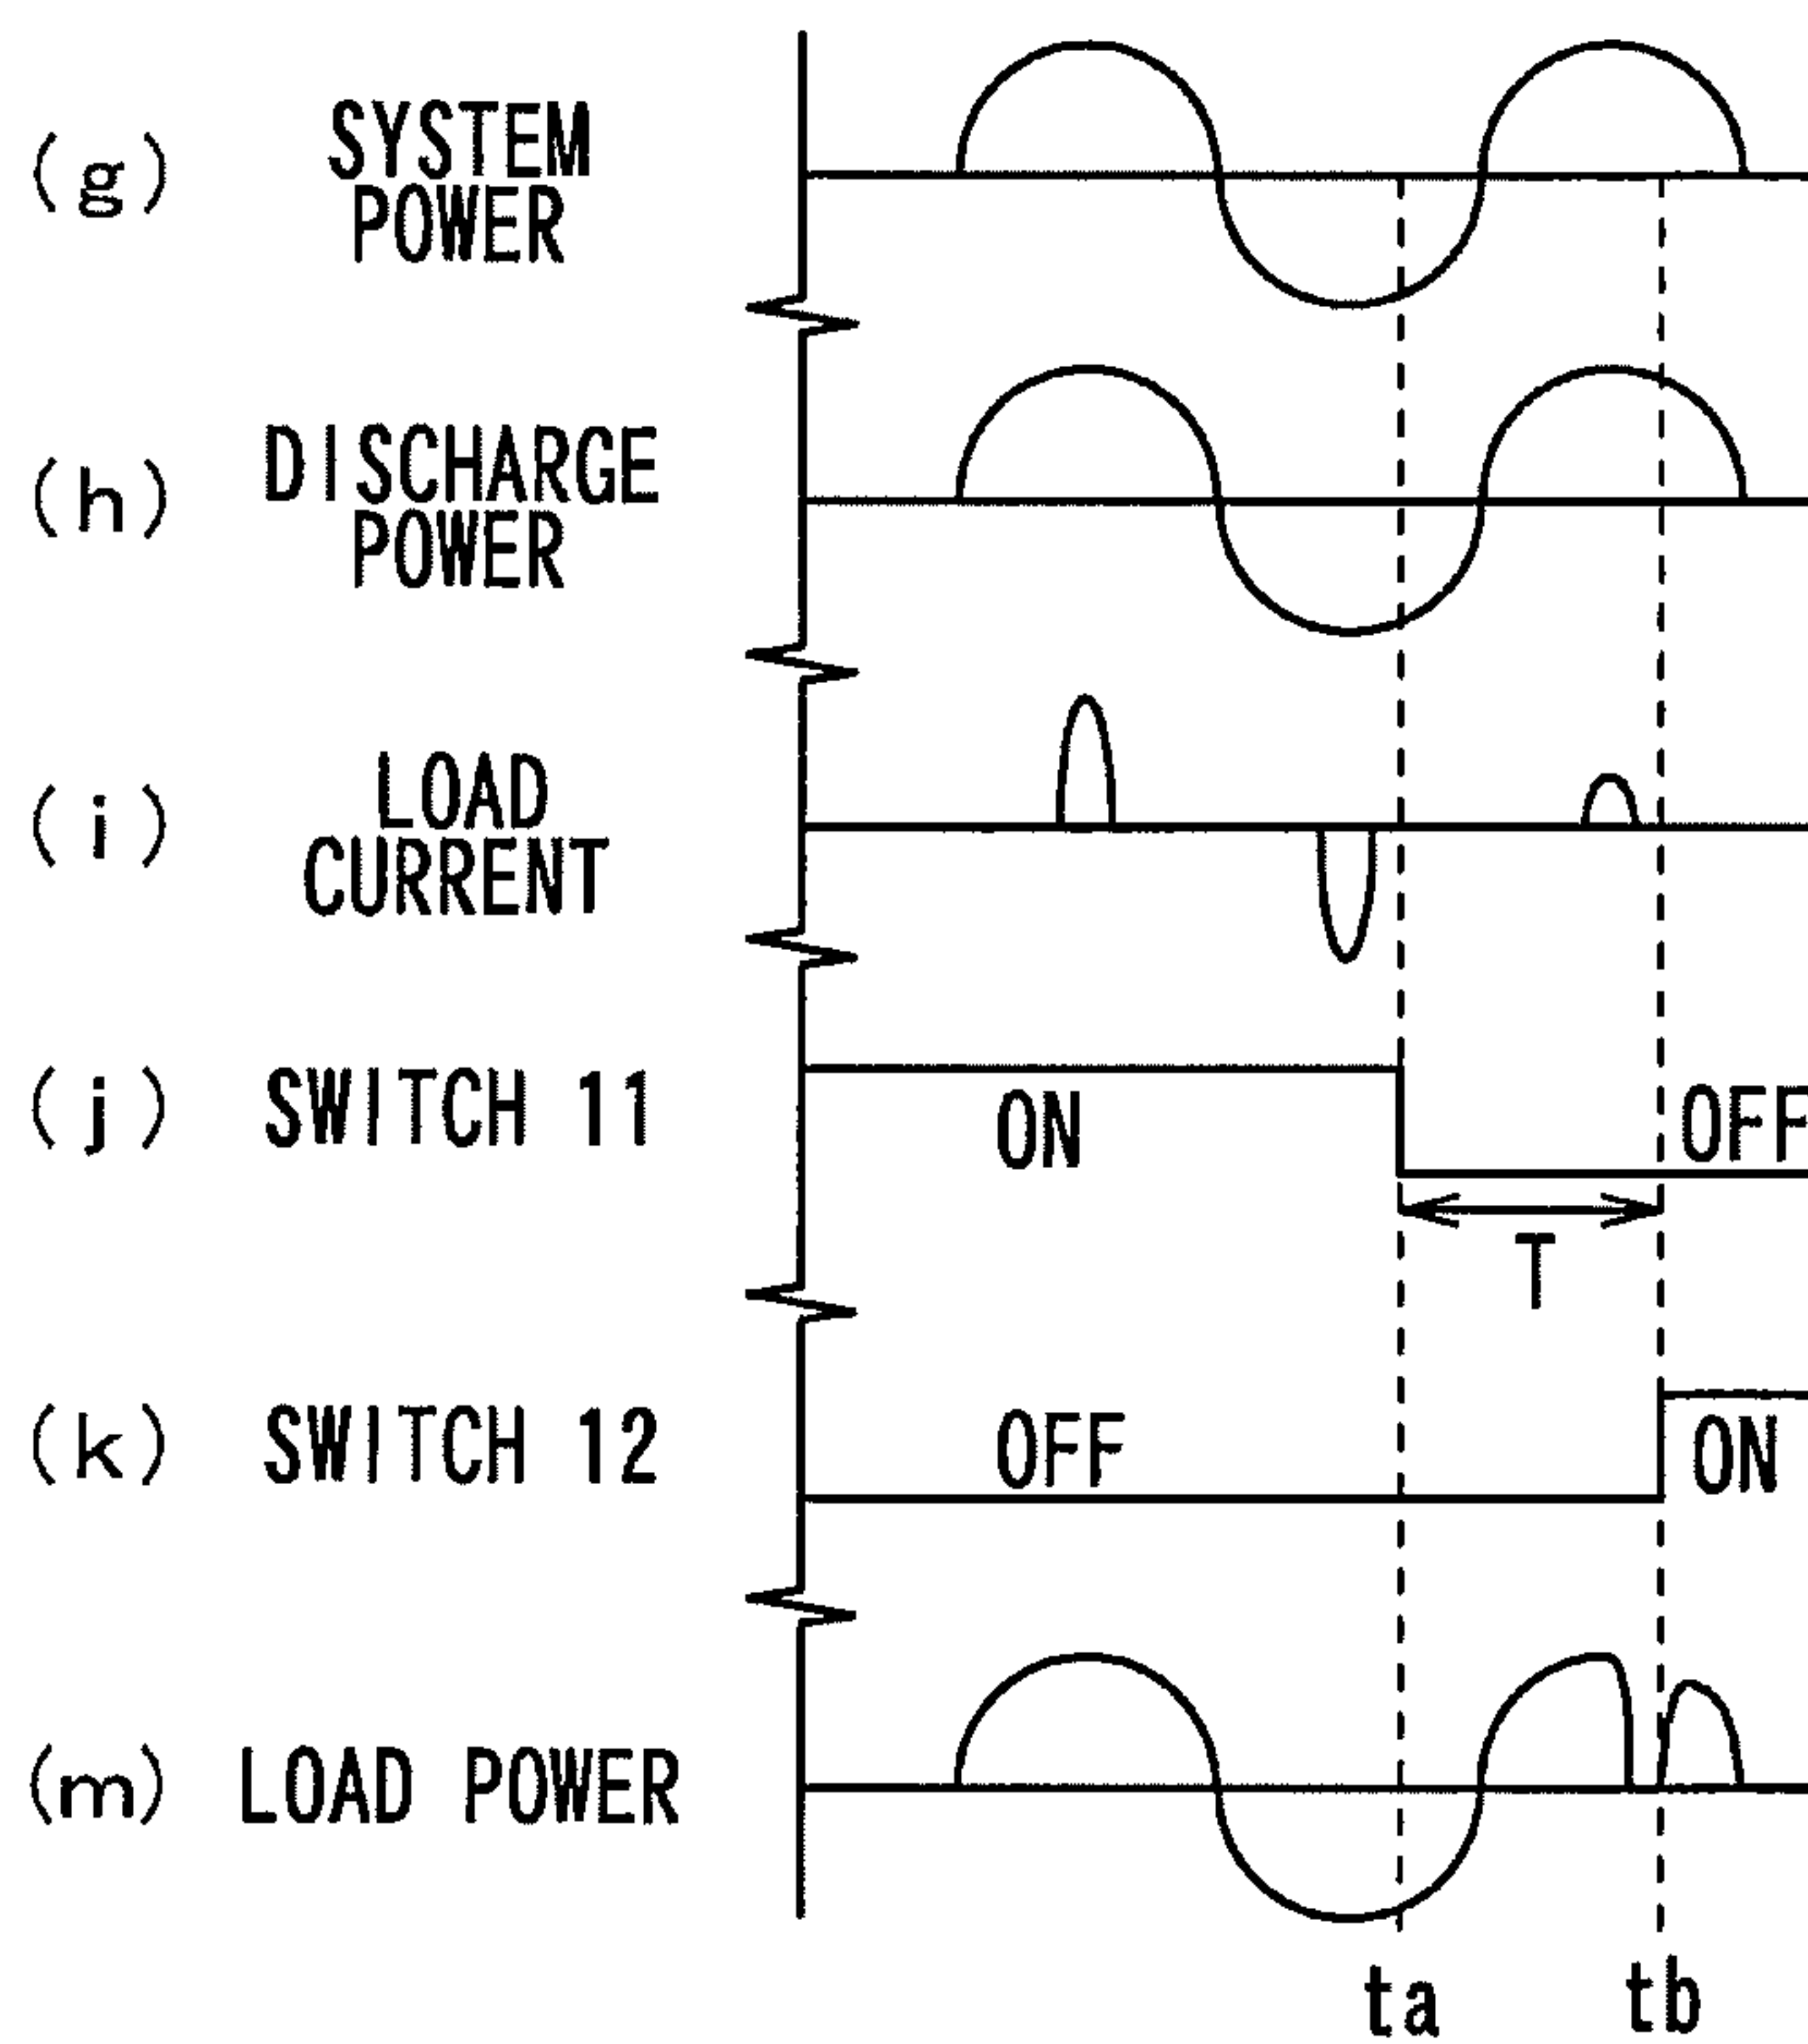 (g) SYSTEM
POWER
(h) DISCHARGE
POWER
(i) LOAD
CURRENT
(j) SWITCH 11
ON
OFF
T
(k) SWITCH 12
OFF
ON
(m) LOAD POWER
ta
tb